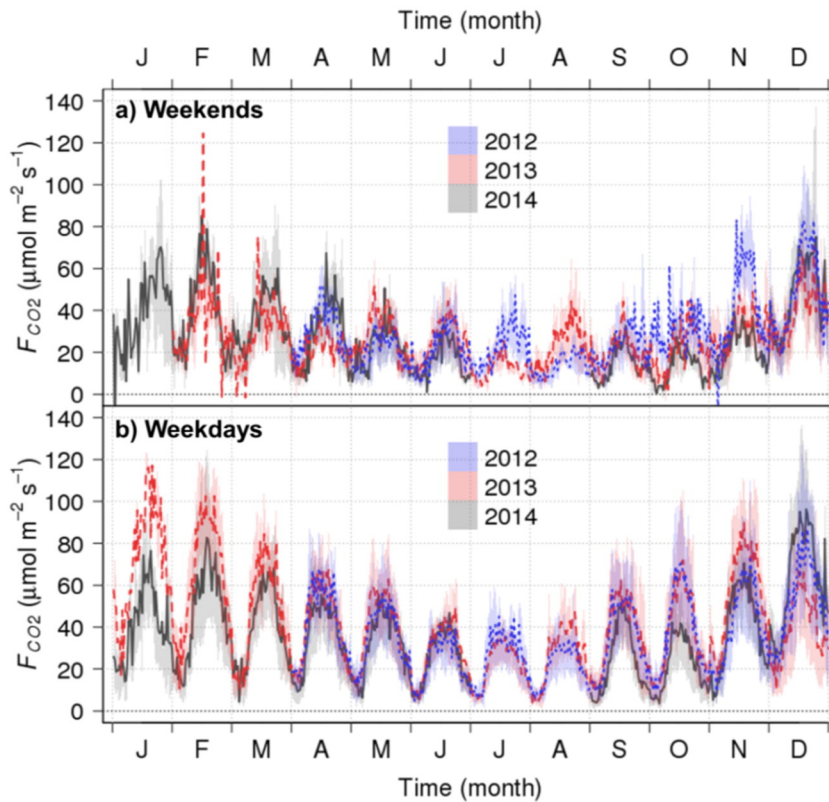 Time (month)
J F M A M J J A S O N D
a) Weekends
140
120
100
80
60
40
20
0
F_CO2 (μmol m⁻² s⁻¹)
2012
2013
2014
b) Weekdays
140
120
100
80
60
40
20
0
F_CO2 (μmol m⁻² s⁻¹)
2012
2013
2014
J F M A M J J A S O N D
Time (month)